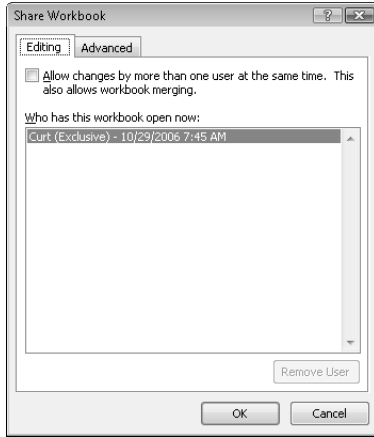 Share Workbook
Editing Advanced
Allow changes by more than one user at the same time. This
also allows workbook merging.
Who has this workbook open now:
Curt (Exclusive) - 10/29/2006 7:45 AM
Remove User
OK Cancel